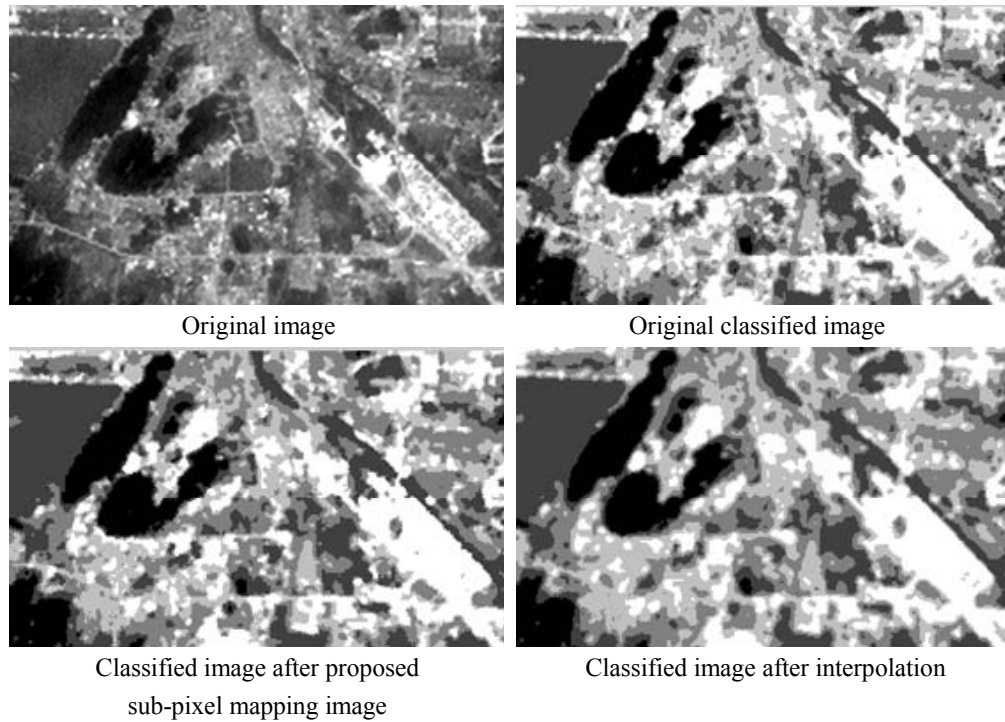 Original image
Original classified image
Classified image after proposed
sub-pixel mapping image
Classified image after interpolation